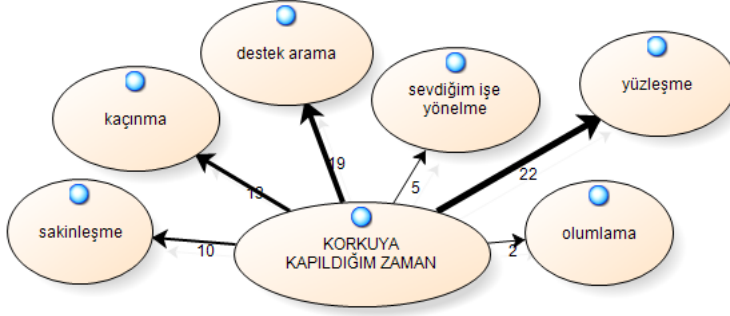 destek arama
sevdiğim işe
yönelme
yüzleşme
kaçınma
19
5
22
13
sakinleşme
10
KORKUYA
KAPILDIĞIM ZAMAN
2
olumlama